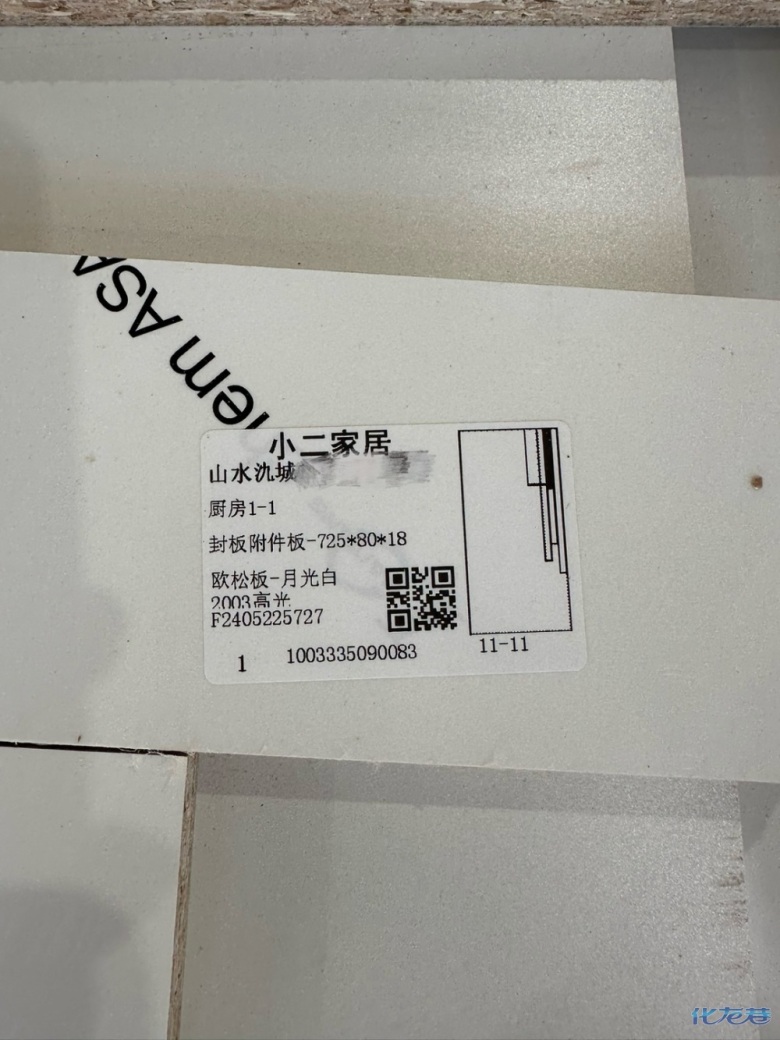 ASA
iem
小二家居
山水氿城
厨房1-1
封板附件板-725*80*18
欧松板-月光白
2003高光
F2405225727
1
1003335090083
11-11
化龙巷